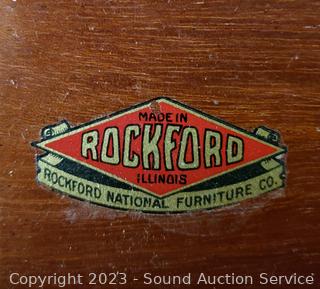 MADE IN
ROCKFORD
ILLINOIS
ROCKFORD NATIONAL FURNITURE CO.
Copyright 2023 - Sound Auction Service